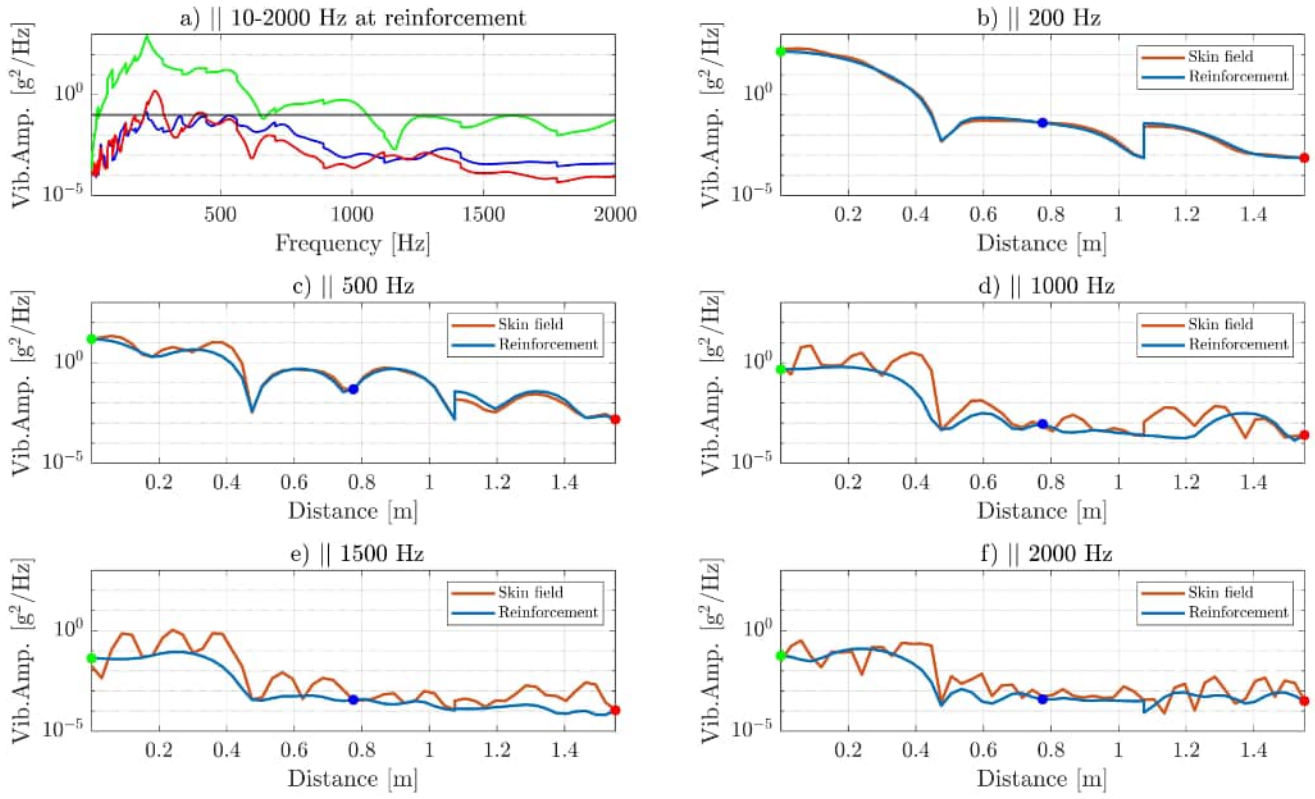 a) || 10-2000 Hz at reinforcement
Vib.Amp. [g²/Hz]
10⁰
10⁻⁵
500 1000 1500 2000
Frequency [Hz]
b) || 200 Hz
Vib.Amp. [g²/Hz]
10⁰
10⁻⁵
Skin field
Reinforcement
0.2 0.4 0.6 0.8 1 1.2 1.4
Distance [m]
c) || 500 Hz
Vib.Amp. [g²/Hz]
10⁰
10⁻⁵
Skin field
Reinforcement
0.2 0.4 0.6 0.8 1 1.2 1.4
Distance [m]
d) || 1000 Hz
Vib.Amp. [g²/Hz]
10⁰
10⁻⁵
Skin field
Reinforcement
0.2 0.4 0.6 0.8 1 1.2 1.4
Distance [m]
e) || 1500 Hz
Vib.Amp. [g²/Hz]
10⁰
10⁻⁵
Skin field
Reinforcement
0.2 0.4 0.6 0.8 1 1.2 1.4
Distance [m]
f) || 2000 Hz
Vib.Amp. [g²/Hz]
10⁰
10⁻⁵
Skin field
Reinforcement
0.2 0.4 0.6 0.8 1 1.2 1.4
Distance [m]